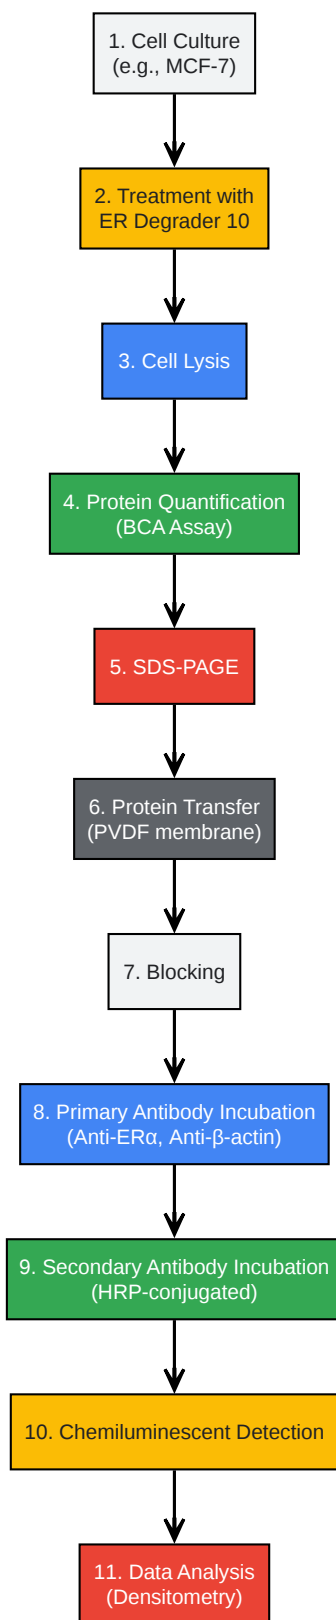 1. Cell Culture
(e.g., MCF-7)
2. Treatment with
ER Degrader 10
3. Cell Lysis
4. Protein Quantification
(BCA Assay)
5. SDS-PAGE
6. Protein Transfer
(PVDF membrane)
7. Blocking
8. Primary Antibody Incubation
(Anti-ERα, Anti-β-actin)
9. Secondary Antibody Incubation
(HRP-conjugated)
10. Chemiluminescent Detection
11. Data Analysis
(Densitometry)